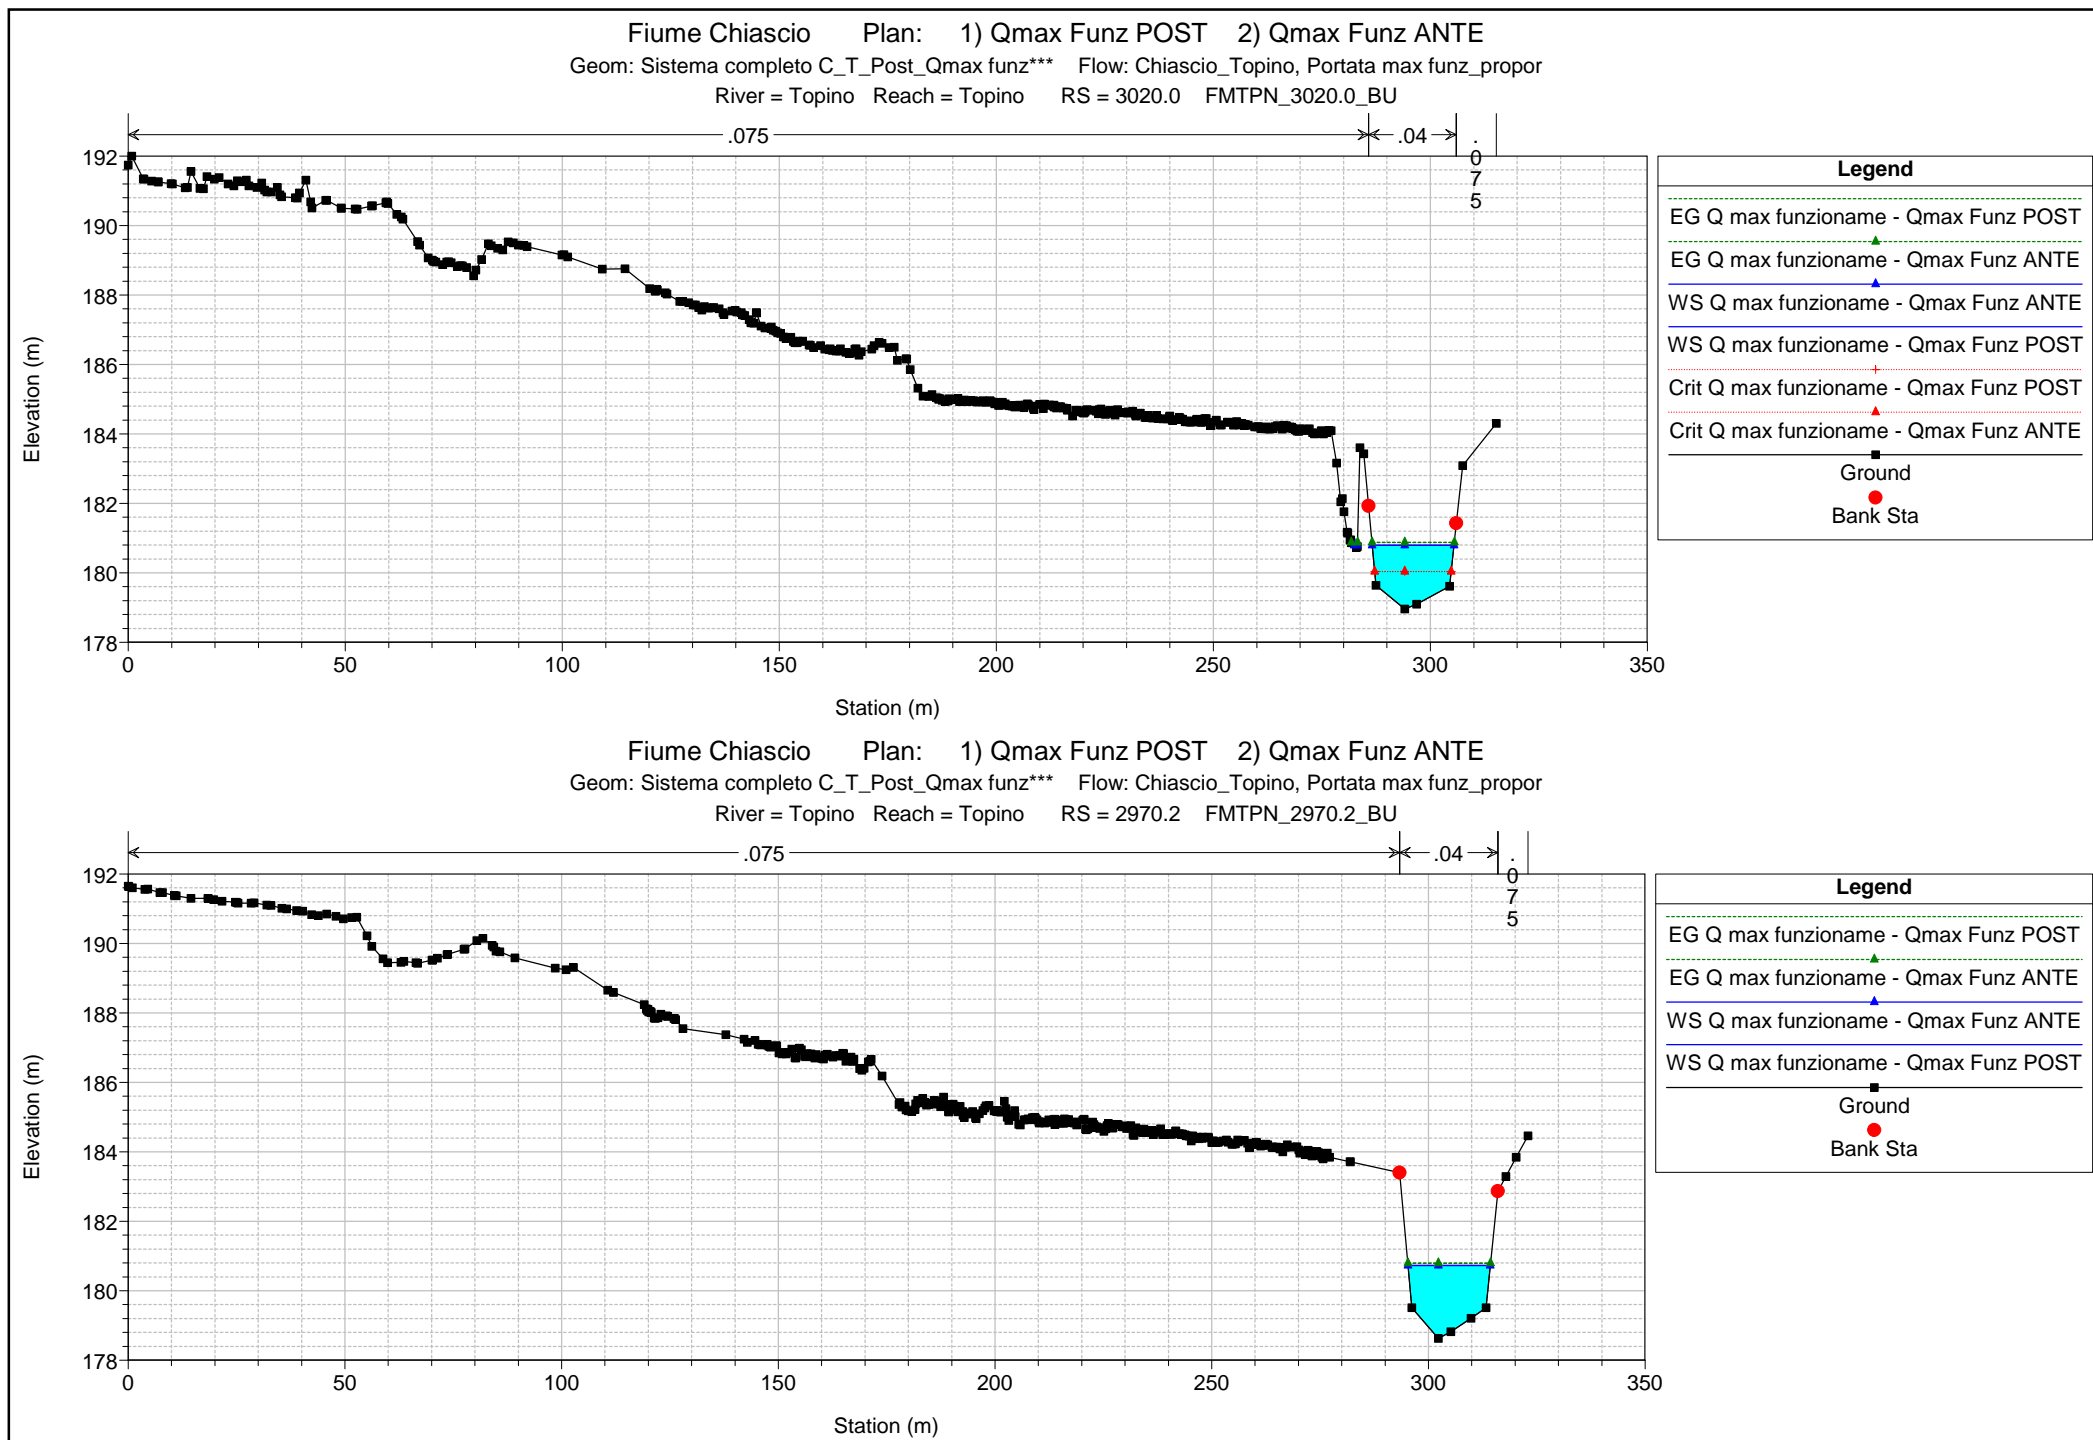 Fiume Chiascio Plan: 1) Qmax Funz POST 2) Qmax Funz ANTE
Geom: Sistema completo C_T_Post_Qmax funz*** Flow: Chiascio_Topino, Portata max funz_propor
River = Topino Reach = Topino RS = 3020.0 FMTPN_3020.0_BU
.075
.04
.075
192
190
188
186
184
182
180
178
Elevation (m)
0 50 100 150 200 250 300 350
Station (m)
Legend
EG Q max funzioname - Qmax Funz POST
EG Q max funzioname - Qmax Funz ANTE
WS Q max funzioname - Qmax Funz ANTE
WS Q max funzioname - Qmax Funz POST
Crit Q max funzioname - Qmax Funz POST
Crit Q max funzioname - Qmax Funz ANTE
Ground
Bank Sta
Fiume Chiascio Plan: 1) Qmax Funz POST 2) Qmax Funz ANTE
Geom: Sistema completo C_T_Post_Qmax funz*** Flow: Chiascio_Topino, Portata max funz_propor
River = Topino Reach = Topino RS = 2970.2 FMTPN_2970.2_BU
.075
.04
.075
192
190
188
186
184
182
180
178
Elevation (m)
0 50 100 150 200 250 300 350
Station (m)
Legend
EG Q max funzioname - Qmax Funz POST
EG Q max funzioname - Qmax Funz ANTE
WS Q max funzioname - Qmax Funz ANTE
WS Q max funzioname - Qmax Funz POST
Ground
Bank Sta